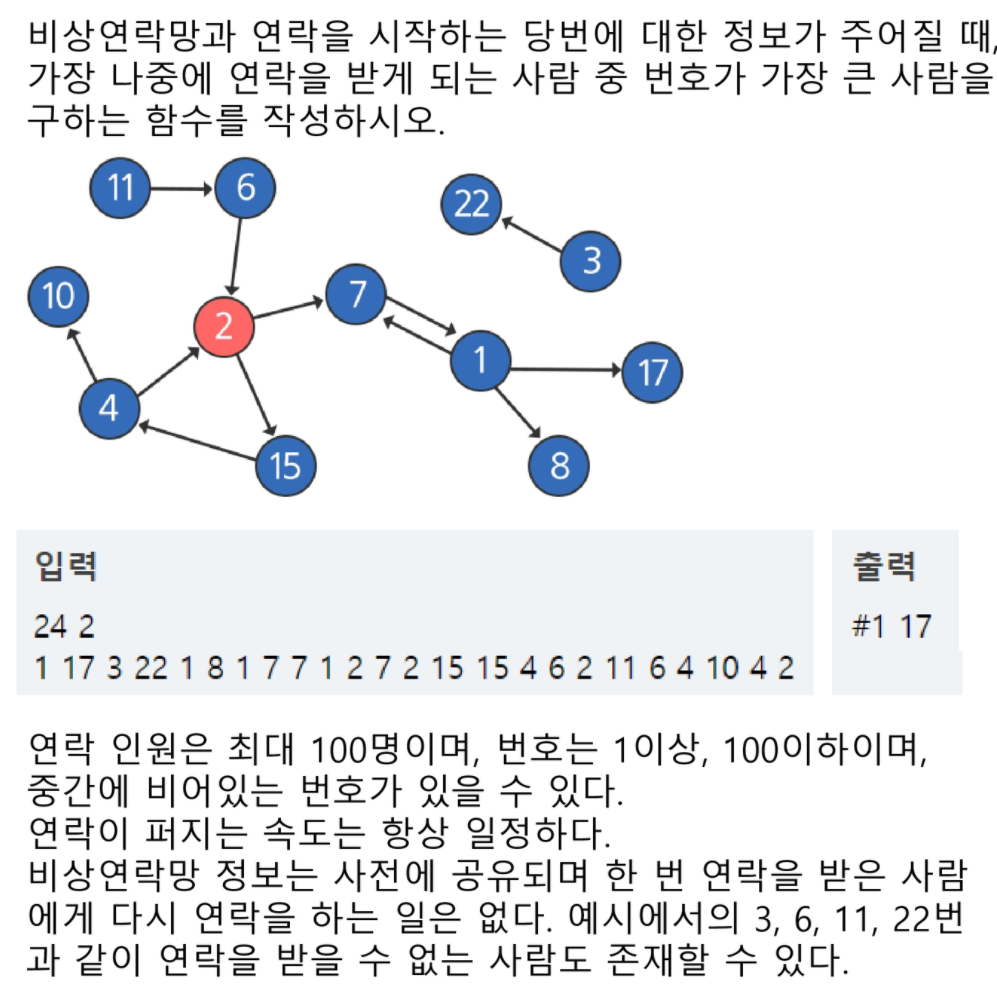 비상연락망과 연락을 시작하는 당번에 대한 정보가 주어질 때,
가장 나중에 연락을 받게 되는 사람 중 번호가 가장 큰 사람을
구하는 함수를 작성하시오.
11
6
22
3
10
2
7
1
17
4
15
8
입력
24 2
1 17 3 22 1 8 1 7 7 1 2 7 2 15 15 4 6 2 11 6 4 10 4 2
출력
#1 17
연락 인원은 최대 100명이며, 번호는 1이상, 100이하이며,
중간에 비어있는 번호가 있을 수 있다.
연락이 퍼지는 속도는 항상 일정하다.
비상연락망 정보는 사전에 공유되며 한 번 연락을 받은 사람
에게 다시 연락을 하는 일은 없다. 예시에서의 3, 6, 11, 22번
과 같이 연락을 받을 수 없는 사람도 존재할 수 있다.